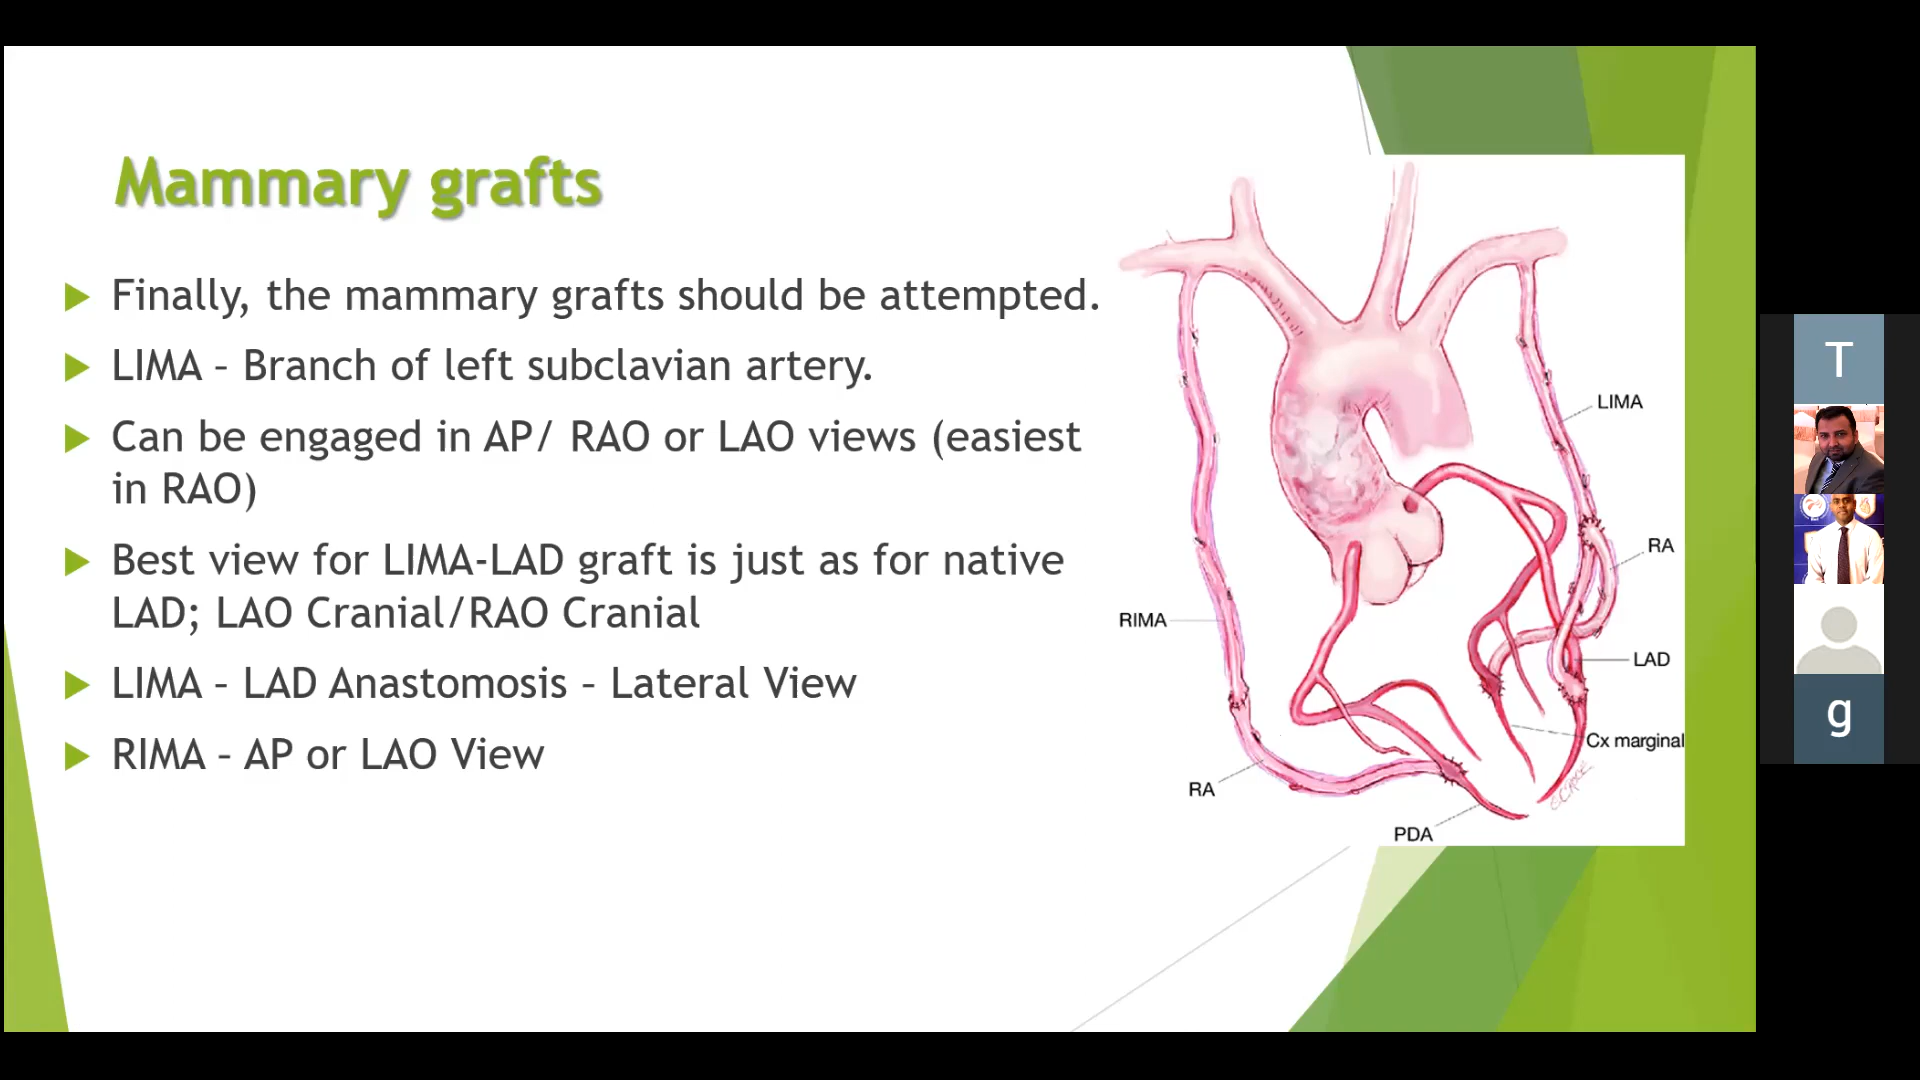 Mammary grafts
Finally, the mammary grafts should be attempted.
LIMA – Branch of left subclavian artery.
Can be engaged in AP/ RAO or LAO views (easiest
in RAO)
Best view for LIMA-LAD graft is just as for native
LAD; LAO Cranial/RAO Cranial
LIMA – LAD Anastomosis – Lateral View
RIMA – AP or LAO View
LIMA
RA
RIMA
LAD
Cx marginal
RA
PDA
T
g